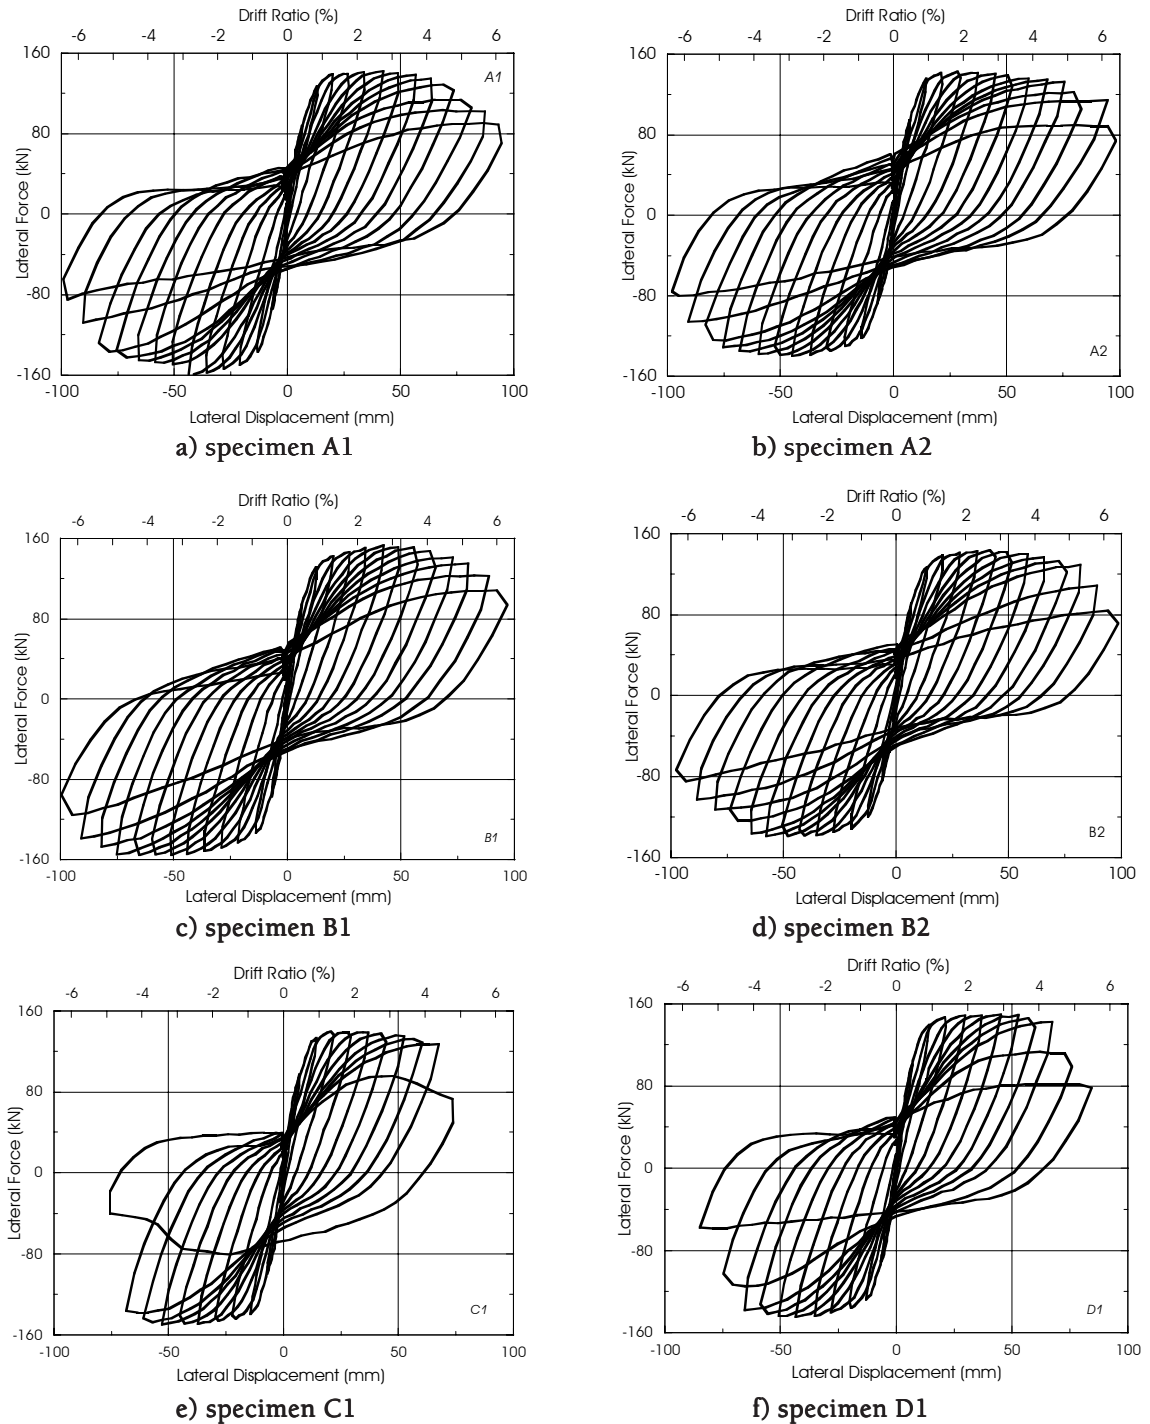 Drift Ratio (%)
-6 -4 -2 0 2 4 6
160
A1
80
0
-80
-160
Lateral Force (kN)
-100 -50 0 50 100
Lateral Displacement (mm)
a) specimen A1
Drift Ratio (%)
-6 -4 -2 0 2 4 6
160
80
0
-80
A2
-160
Lateral Force (kN)
-100 -50 0 50 100
Lateral Displacement (mm)
b) specimen A2
Drift Ratio (%)
-6 -4 -2 0 2 4 6
160
80
0
-80
B1
-160
Lateral Force (kN)
-100 -50 0 50 100
Lateral Displacement (mm)
c) specimen B1
Drift Ratio (%)
-6 -4 -2 0 2 4 6
160
80
0
-80
B2
-160
Lateral Force (kN)
-100 -50 0 50 100
Lateral Displacement (mm)
d) specimen B2
Drift Ratio (%)
-6 -4 -2 0 2 4 6
160
80
0
-80
C1
-160
Lateral Force (kN)
-100 -50 0 50 100
Lateral Displacement (mm)
e) specimen C1
Drift Ratio (%)
-6 -4 -2 0 2 4 6
160
80
0
-80
D1
-160
Lateral Force (kN)
-100 -50 0 50 100
Lateral Displacement (mm)
f) specimen D1